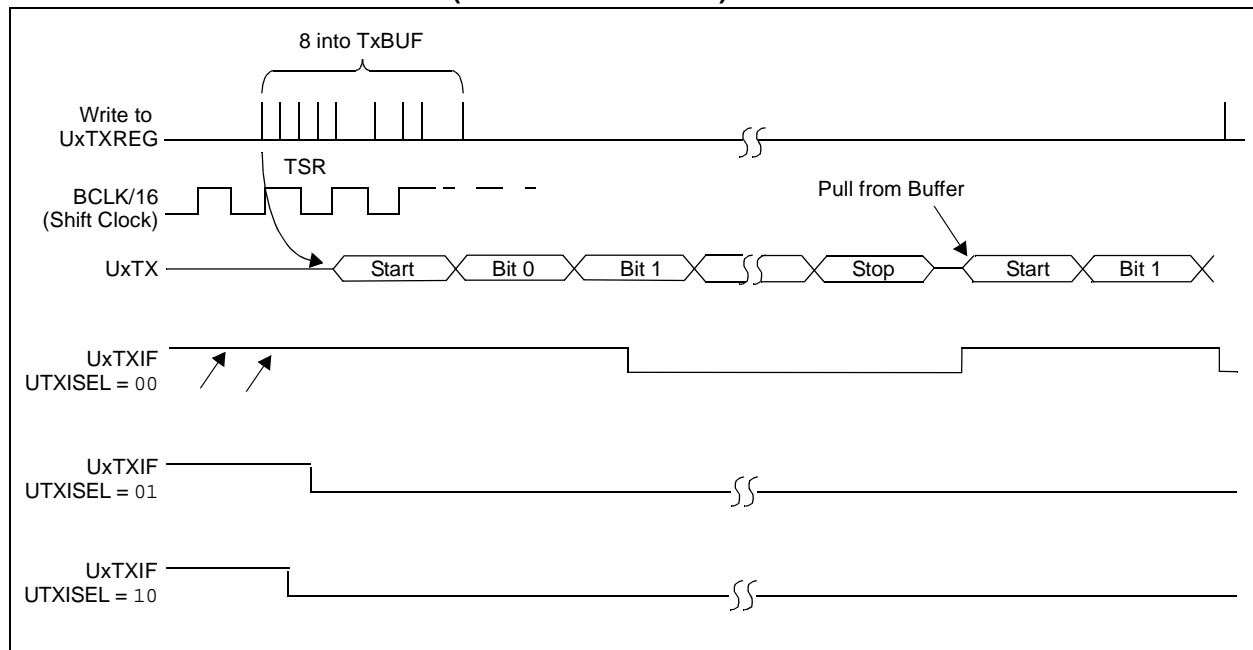 8 into TxBUF
Write to
UxTXREG
TSR
BCLK/16
(Shift Clock)
Pull from Buffer
UxTX
Start
Bit 0
Bit 1
Stop
Start
Bit 1
UxTXIF
UTXISEL = 00
UxTXIF
UTXISEL = 01
UxTXIF
UTXISEL = 10